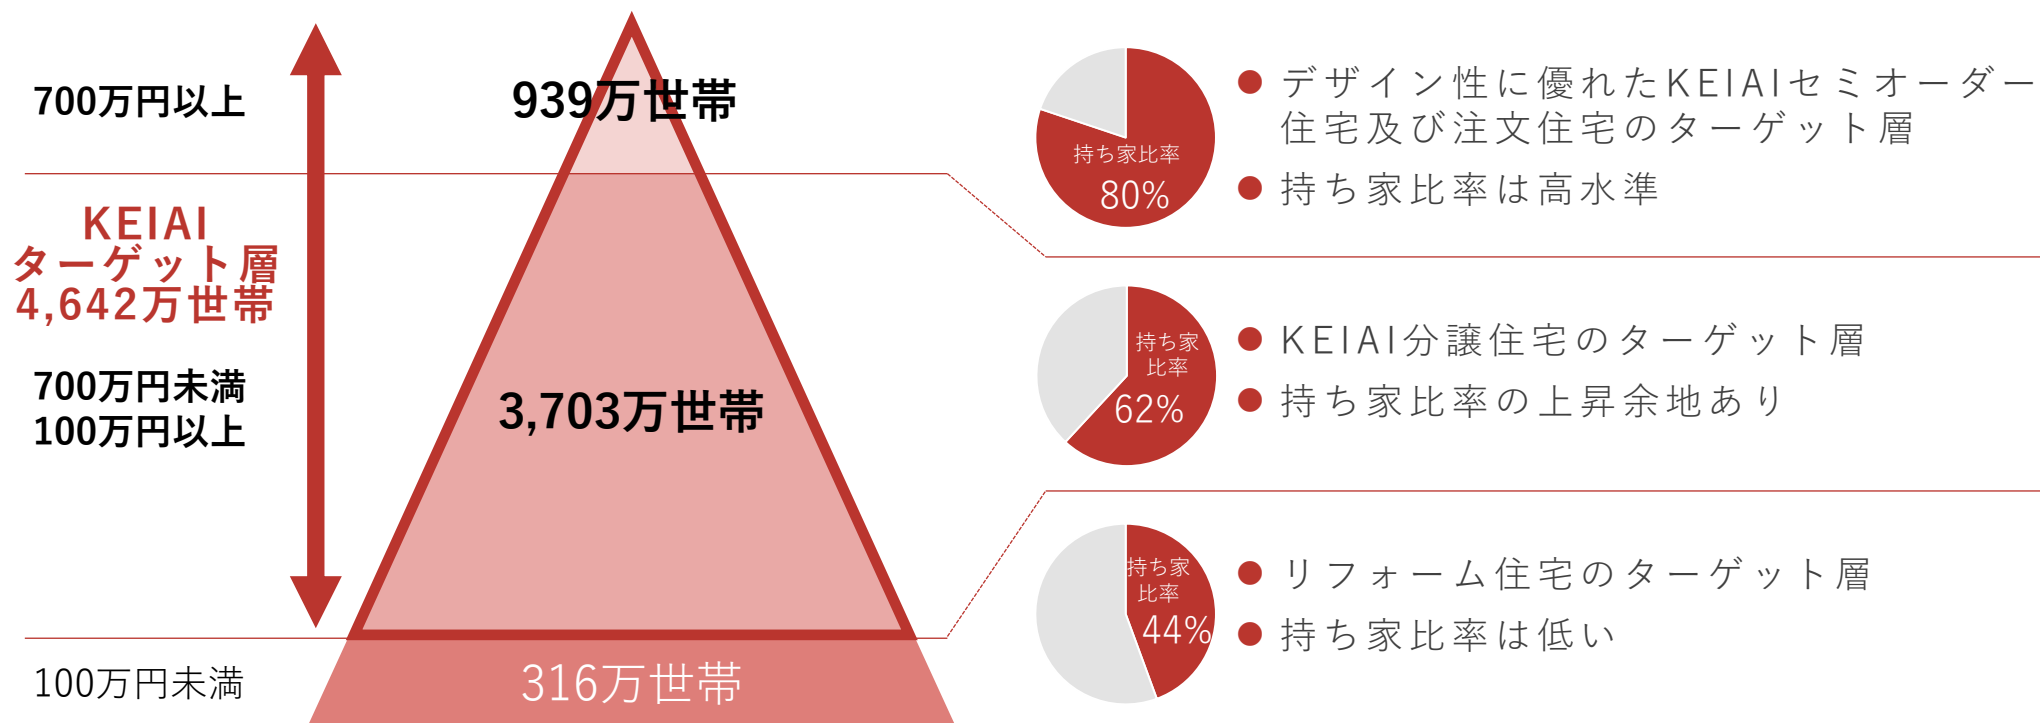 700万円以上
939万世帯
持ち家比率
80%
● デザイン性に優れたKEIAIセミオーダー
住宅及び注文住宅のターゲット層
● 持ち家比率は高水準
KEIAI
ターゲット層
4,642万世帯
700万円未満
100万円以上
3,703万世帯
持ち家
比率
62%
● KEIAI分譲住宅のターゲット層
● 持ち家比率の上昇余地あり
100万円未満
316万世帯
持ち家
比率
44%
● リフォーム住宅のターゲット層
● 持ち家比率は低い